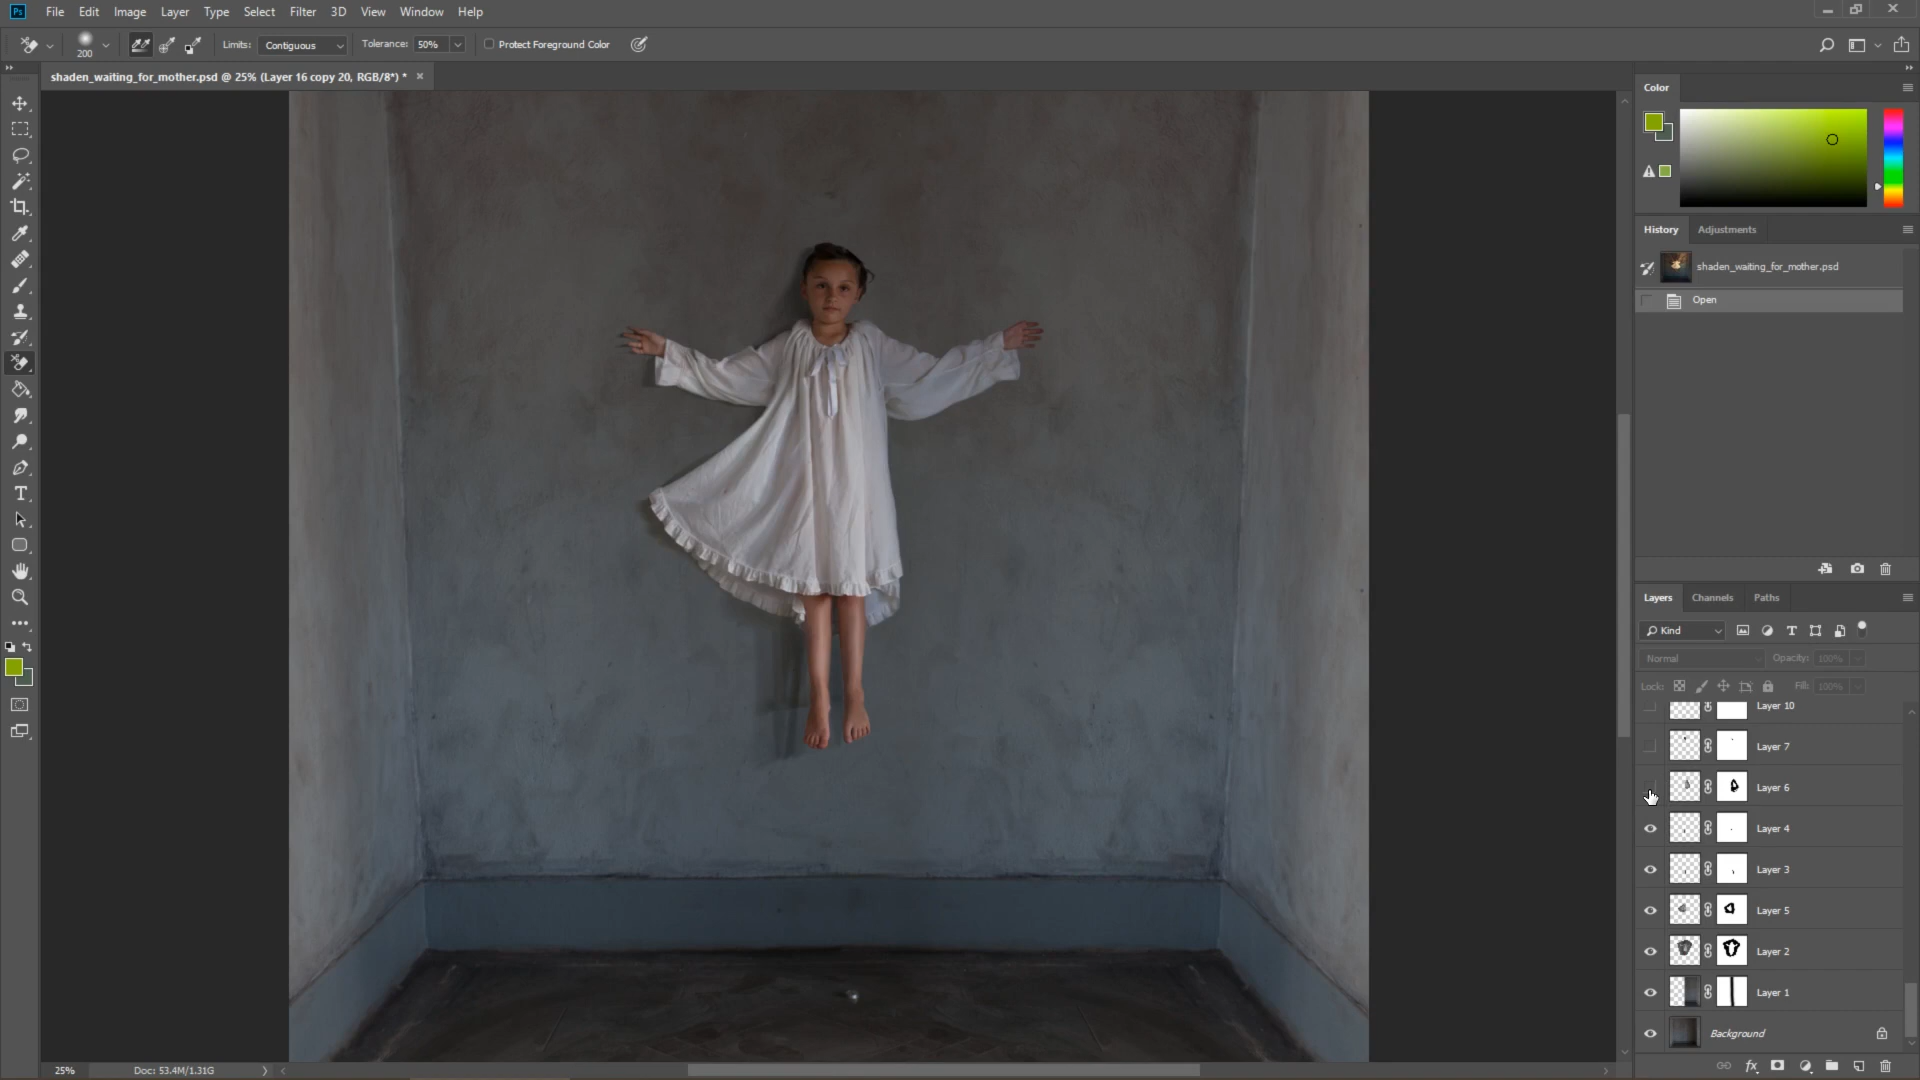 Ps File Edit Image Layer Type Select Filter 3D View Window Help
200 Limits: Contiguous Tolerance: 50% Protect Foreground Color
shaden_waiting_for_mother.psd @ 25% (Layer 16 copy 20, RGB/8*) *
Color
History Adjustments
shaden_waiting_for_mother.psd
Open
Layers Channels Paths
Kind
Normal Opacity: 100%
Lock: Fill: 100%
Layer 10
Layer 7
Layer 6
Layer 4
Layer 3
Layer 5
Layer 2
Layer 1
Background
25% Doc: 53.4M/1.31G